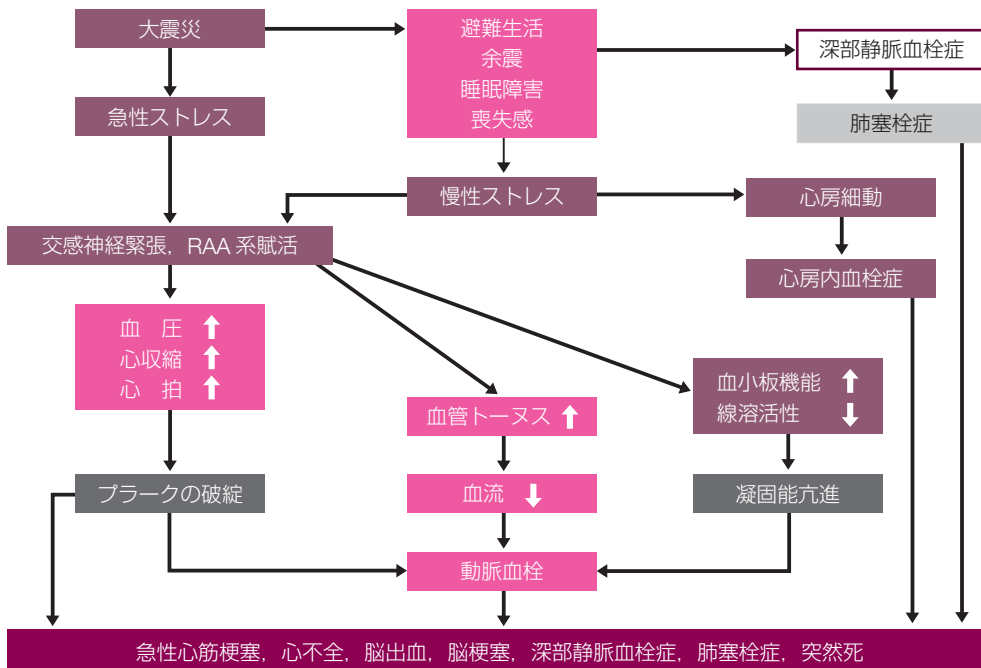 大震災
避難生活
余震
睡眠障害
喪失感
深部静脈血栓症
急性ストレス
肺塞栓症
慢性ストレス
心房細動
交感神経緊張，RAA 系賦活
心房内血栓症
血　圧 ↑
心収縮 ↑
心　拍 ↑
血小板機能 ↑
線溶活性 ↓
血管トーヌス ↑
プラークの破綻
血流 ↓
凝固能亢進
動脈血栓
急性心筋梗塞，心不全，脳出血，脳梗塞，深部静脈血栓症，肺塞栓症，突然死